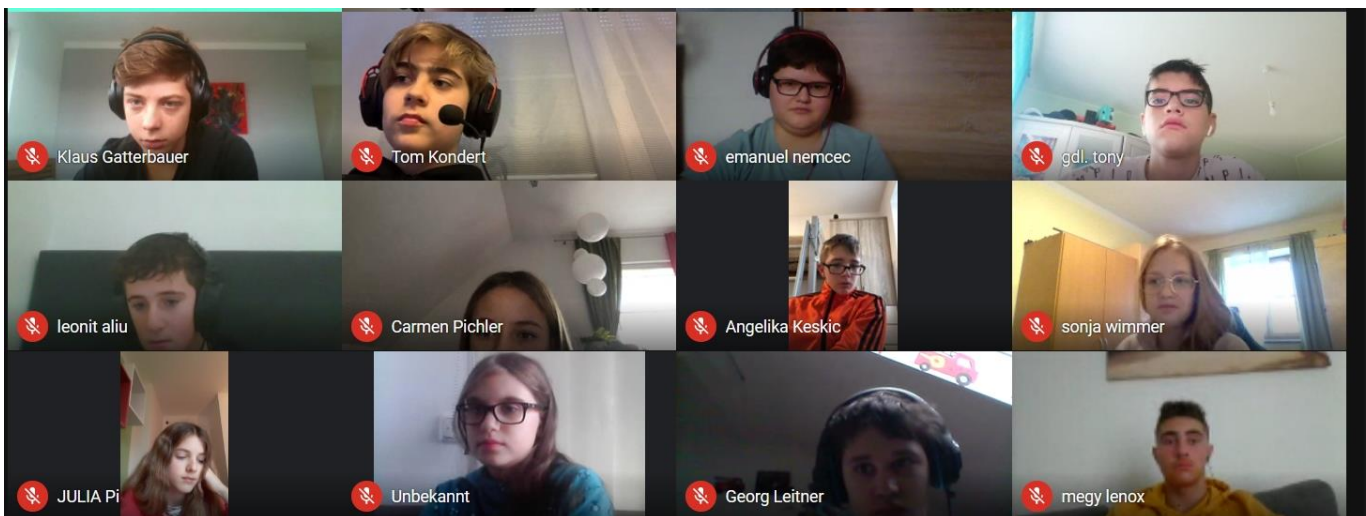 Klaus Gatterbauer
Tom Kondert
emanuel nemcec
gdl. tony
leonit aliu
Carmen Pichler
Angelika Keskic
sonja wimmer
JULIA Pi
Unbekannt
Georg Leitner
megy lenox